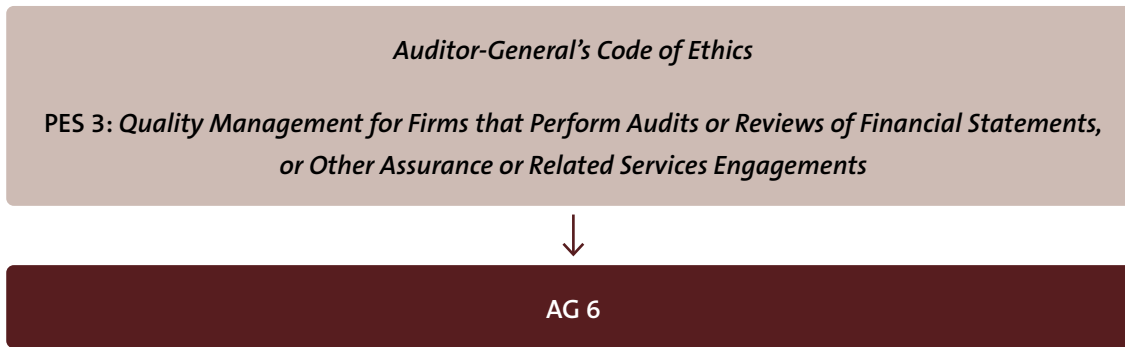 Auditor-General’s Code of Ethics
PES 3: Quality Management for Firms that Perform Audits or Reviews of Financial Statements,
or Other Assurance or Related Services Engagements
AG 6